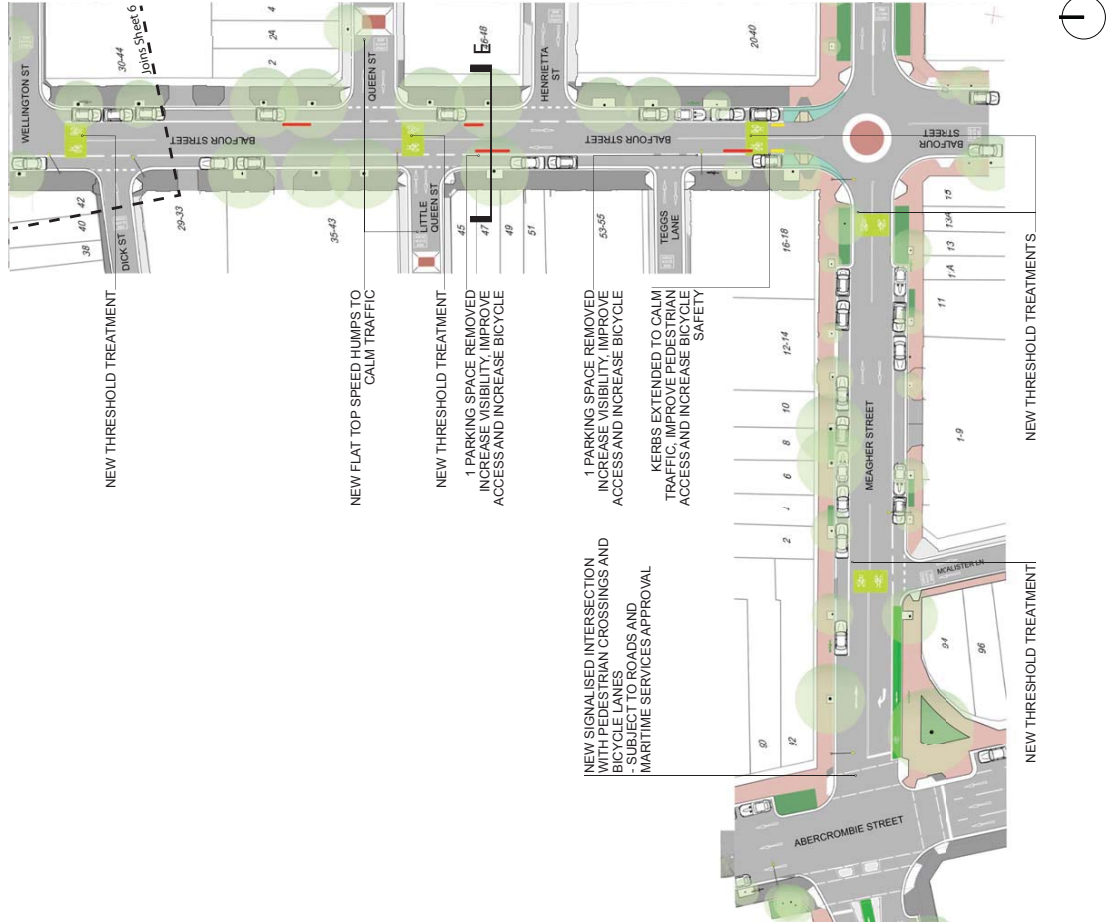 Joins Sheet 6
WELLINGTON ST
30-44
2
2A
4
QUEEN ST
E
36-48
HENRIETTA
ST
20-40
BALFOUR STREET
BALFOUR STREET
BALFOUR
STREET
38
40
42
DICK ST
29-33
35-43
LITTLE
QUEEN ST
45
47
49
51
53-55
TEGGS
LANE
16-18
15
13A
13
11A
11
NEW THRESHOLD TREATMENT
NEW FLAT TOP SPEED HUMPS TO
CALM TRAFFIC
NEW THRESHOLD TREATMENT
1 PARKING SPACE REMOVED
INCREASE VISIBILITY, IMPROVE
ACCESS AND INCREASE BICYCLE
1 PARKING SPACE REMOVED
INCREASE VISIBILITY, IMPROVE
ACCESS AND INCREASE BICYCLE
KERBS EXTENDED TO CALM
TRAFFIC, IMPROVE PEDESTRIAN
ACCESS AND INCREASE BICYCLE
SAFETY
NEW THRESHOLD TREATMENTS
12-14
10
8
6
2
MEAGHER STREET
1-9
MCALISTER LN
NEW THRESHOLD TREATMENT
94
96
NEW SIGNALISED INTERSECTION
WITH PEDESTRIAN CROSSINGS AND
BICYCLE LANES
- SUBJECT TO ROADS AND
MARITIME SERVICES APPROVAL
ABERCROMBIE STREET